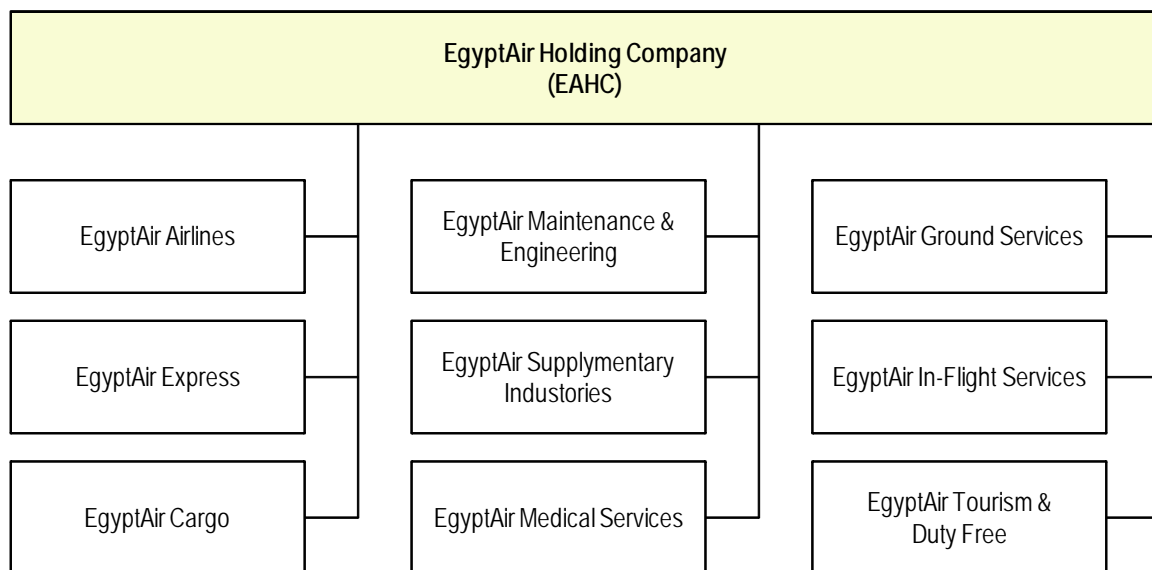 EgyptAir Holding Company
(EAHC)
EgyptAir Airlines
EgyptAir Maintenance &
Engineering
EgyptAir Ground Services
EgyptAir Express
EgyptAir Supplymentary
Industories
EgyptAir In-Flight Services
EgyptAir Cargo
EgyptAir Medical Services
EgyptAir Tourism &
Duty Free